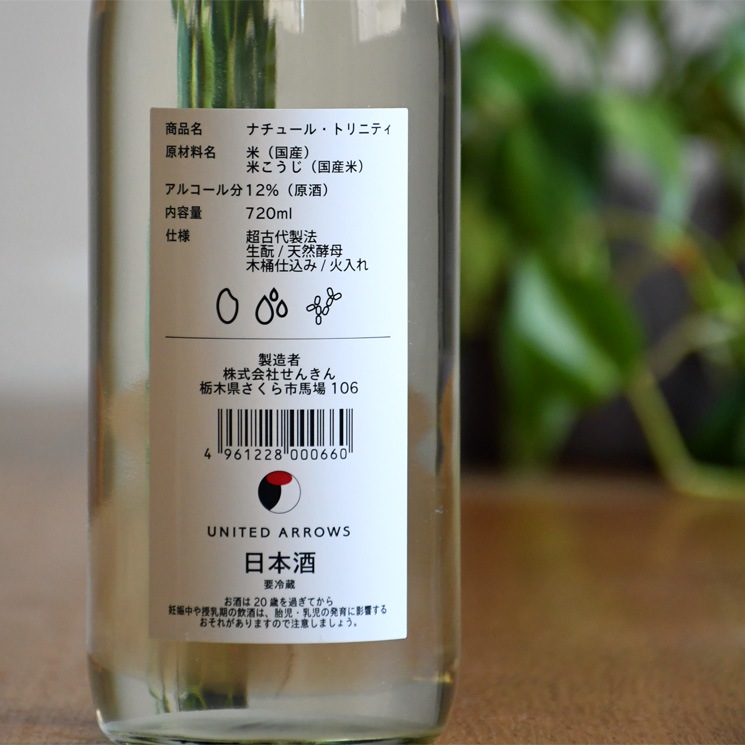 商品名 ナチュール・トリニティ
原材料名 米（国産）
米こうじ（国産米）
アルコール分12%（原酒）
内容量 720ml
仕様 超古代製法
生酛/天然酵母
木桶仕込み/火入れ
製造者
株式会社せんきん
栃木県さくら市馬場106
4 961228 000660
UNITED ARROWS
日本酒
要冷蔵
お酒は20歳を過ぎてから
妊娠中や授乳期の飲酒は、胎児・乳児の発育に影響する
おそれがありますので注意しましょう。